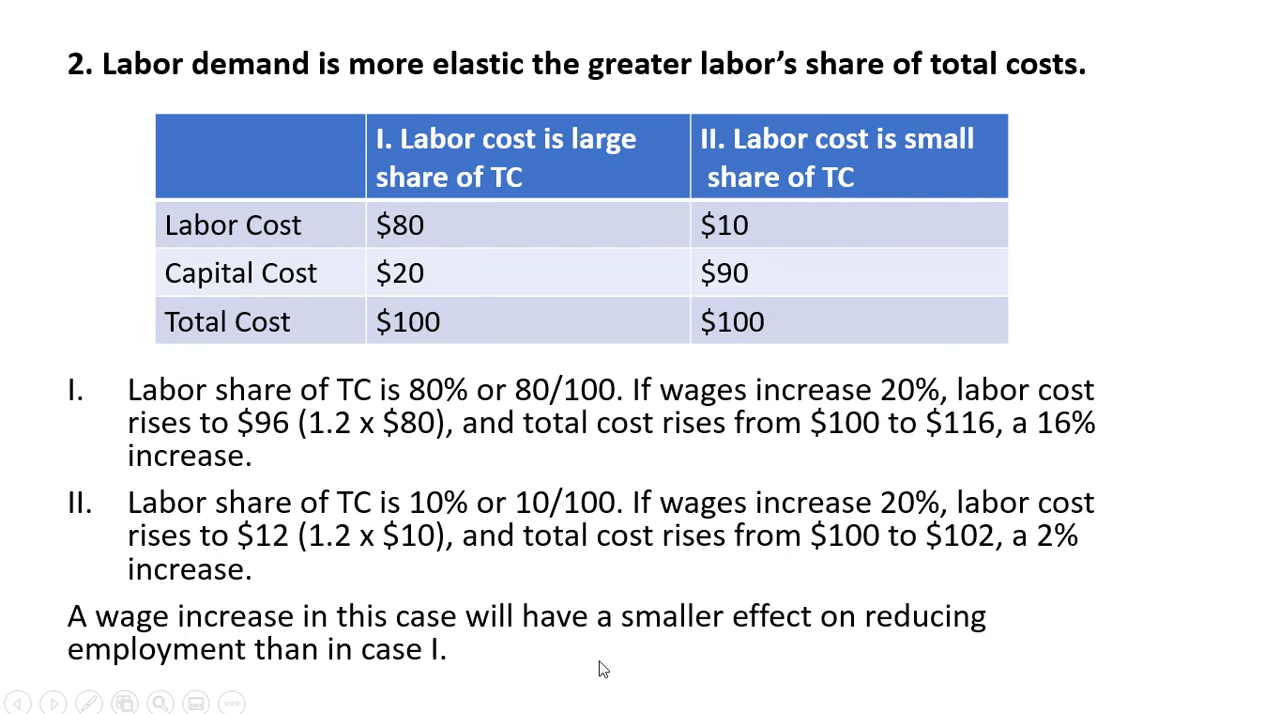 2. Labor demand is more elastic the greater labor’s share of total costs.
I. Labor cost is large
share of TC
II. Labor cost is small
share of TC
Labor Cost $80 $10
Capital Cost $20 $90
Total Cost $100 $100
I. Labor share of TC is 80% or 80/100. If wages increase 20%, labor cost
rises to $96 (1.2 x $80), and total cost rises from $100 to $116, a 16%
increase.
II. Labor share of TC is 10% or 10/100. If wages increase 20%, labor cost
rises to $12 (1.2 x $10), and total cost rises from $100 to $102, a 2%
increase.
A wage increase in this case will have a smaller effect on reducing
employment than in case I.